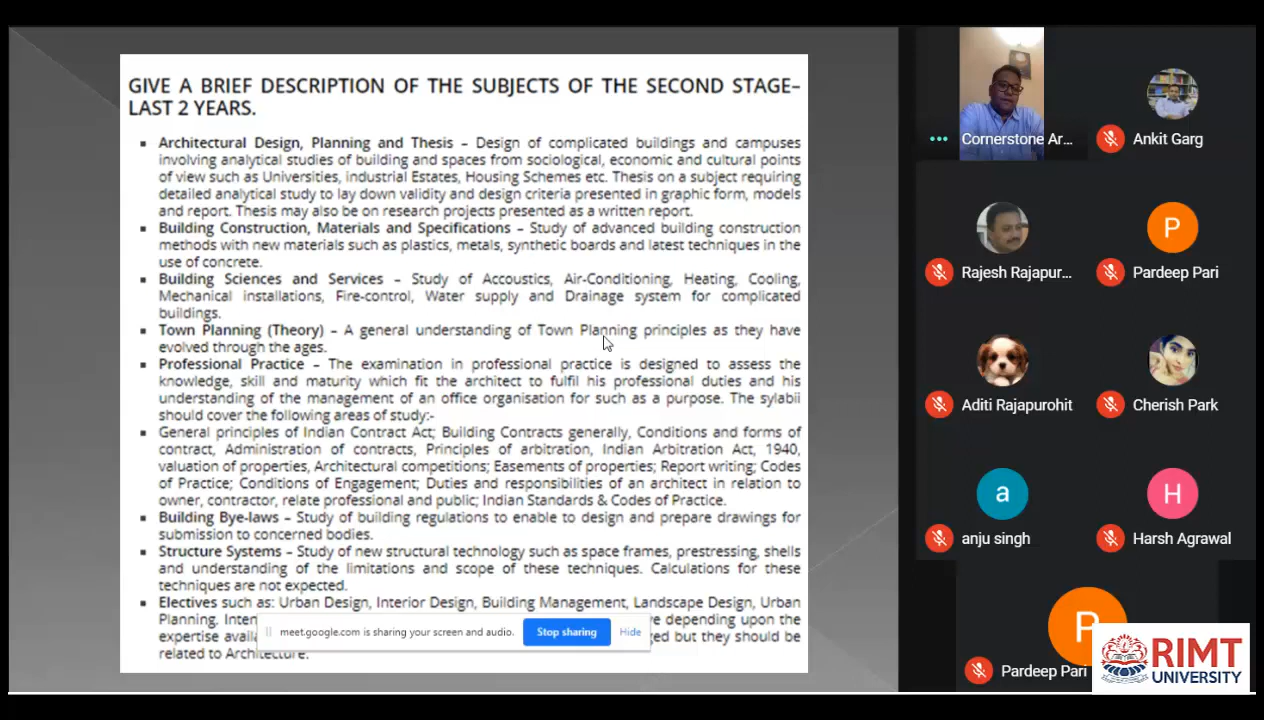 GIVE A BRIEF DESCRIPTION OF THE SUBJECTS OF THE SECOND STAGE–
LAST 2 YEARS.
Architectural Design, Planning and Thesis – Design of complicated buildings and campuses
involving analytical studies of building and spaces from sociological, economic and cultural points
of view such as Universities, industrial Estates, Housing Schemes etc. Thesis on a subject requiring
detailed analytical study to lay down validity and design criteria presented in graphic form, models
and report. Thesis may also be on research projects presented as a written report.
Building Construction, Materials and Specifications – Study of advanced building construction
methods with new materials such as plastics, metals, synthetic boards and latest techniques in the
use of concrete.
Building Sciences and Services – Study of Accoustics, Air-Conditioning, Heating, Cooling,
Mechanical installations, Fire-control, Water supply and Drainage system for complicated
buildings.
Town Planning (Theory) – A general understanding of Town Planning principles as they have
evolved through the ages.
Professional Practice – The examination in professional practice is designed to assess the
knowledge, skill and maturity which fit the architect to fulfil his professional duties and his
understanding of the management of an office organisation for such as a purpose. The sylabii
should cover the following areas of study:-
General principles of Indian Contract Act; Building Contracts generally, Conditions and forms of
contract, Administration of contracts, Principles of arbitration, Indian Arbitration Act, 1940,
valuation of properties, Architectural competitions; Easements of properties; Report writing; Codes
of Practice; Conditions of Engagement; Duties and responsibilities of an architect in relation to
owner, contractor, relate professional and public; Indian Standards & Codes of Practice.
Building Bye-laws – Study of building regulations to enable to design and prepare drawings for
submission to concerned bodies.
Structure Systems – Study of new structural technology such as space frames, prestressing, shells
and understanding of the limitations and scope of these techniques. Calculations for these
techniques are not expected.
Electives such as: Urban Design, Interior Design, Building Management, Landscape Design, Urban
Planning. depending upon the
expertise but they should be
related to Architecture.
meet.google.com is sharing your screen and audio. Stop sharing Hide
Cornerstone Ar...
Ankit Garg
Rajesh Rajapur...
P
Pardeep Pari
Aditi Rajapurohit
Cherish Park
a
anju singh
H
Harsh Agrawal
P
Pardeep Pari
RIMT
UNIVERSITY